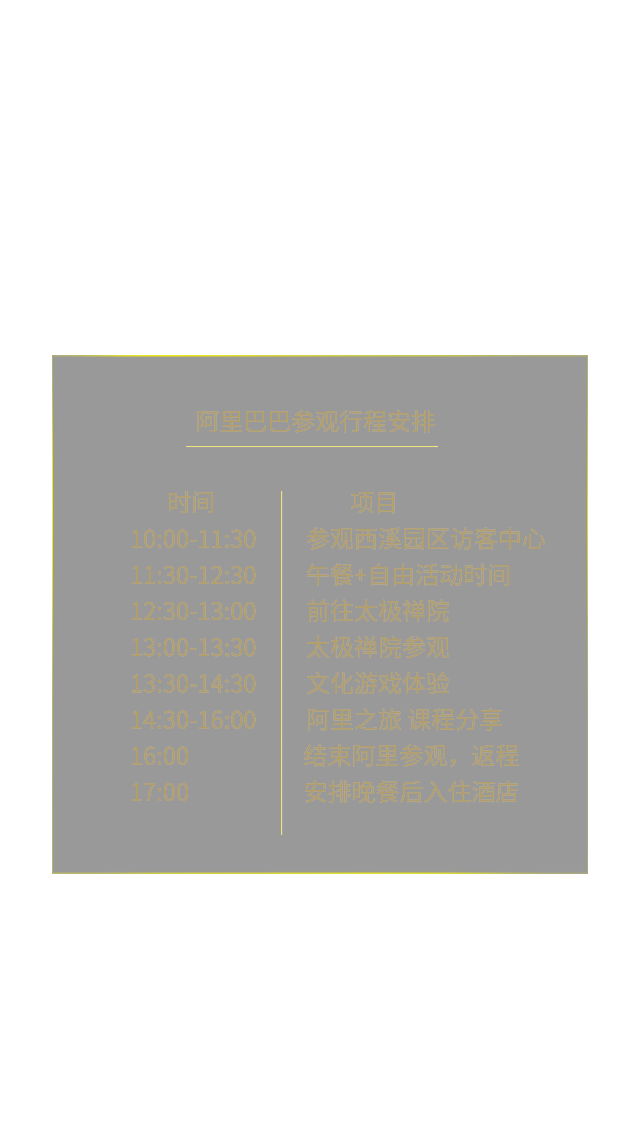 阿里巴巴参观行程安排
时间 项目
10:00-11:30 参观西溪园区访客中心
11:30-12:30 午餐+自由活动时间
12:30-13:00 前往太极禅院
13:00-13:30 太极禅院参观
13:30-14:30 文化游戏体验
14:30-16:00 阿里之旅 课程分享
16:00 结束阿里参观，返程
17:00 安排晚餐后入住酒店